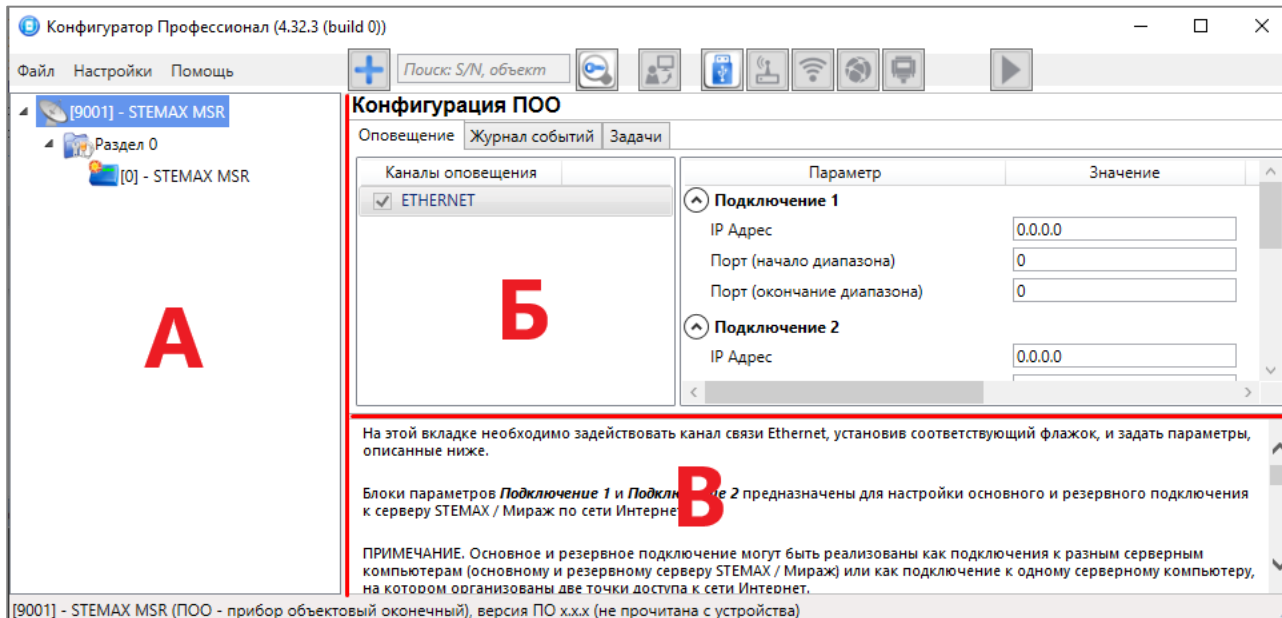 Конфигуратор Профессионал (4.32.3 (build 0))
Файл Настройки Помощь
Поиск: S/N, объект
[9001] - STEMAX MSR
Раздел 0
[0] - STEMAX MSR
А
Конфигурация ПОО
Оповещение Журнал событий Задачи
Каналы оповещения
ETHERNET
Б
Параметр Значение
Подключение 1
IP Адрес 0.0.0.0
Порт (начало диапазона) 0
Порт (окончание диапазона) 0
Подключение 2
IP Адрес 0.0.0.0
На этой вкладке необходимо задействовать канал связи Ethernet, установив соответствующий флажок, и задать параметры,
описанные ниже.
Блоки параметров Подключение 1 и Подключение 2 предназначены для настройки основного и резервного подключения
к серверу STEMAX / Мираж по сети Интернет
В
ПРИМЕЧАНИЕ. Основное и резервное подключение могут быть реализованы как подключения к разным серверным
компьютерам (основному и резервному серверу STEMAX / Мираж) или как подключение к одному серверному компьютеру,
на котором организованы две точки доступа к сети Интернет.
[9001] - STEMAX MSR (ПОО - прибор объектовый оконечный), версия ПО x.x.x (не прочитана с устройства)